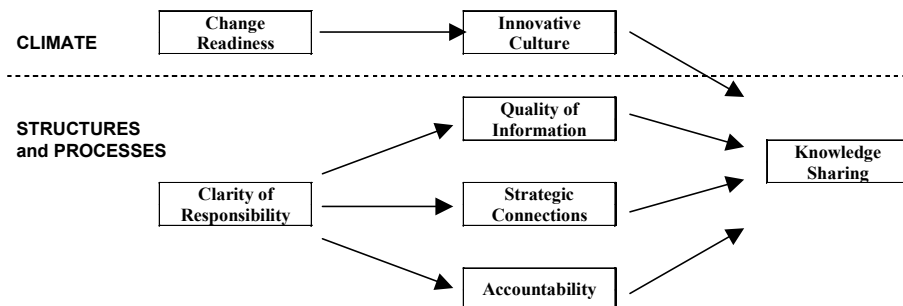 CLIMATE
Change
Readiness
Innovative
Culture
STRUCTURES
and PROCESSES
Quality of
Information
Clarity of
Responsibility
Strategic
Connections
Accountability
Knowledge
Sharing